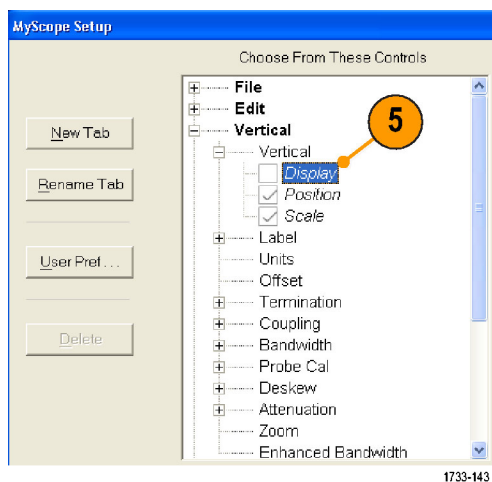 MyScope Setup
Choose From These Controls
File
Edit
Vertical
5
Vertical
Display
Position
Scale
Label
Units
Offset
Termination
Coupling
Bandwidth
Probe Cal
Deskew
Attenuation
Zoom
Enhanced Bandwidth
New Tab
Rename Tab
User Pref...
Delete
1733-143